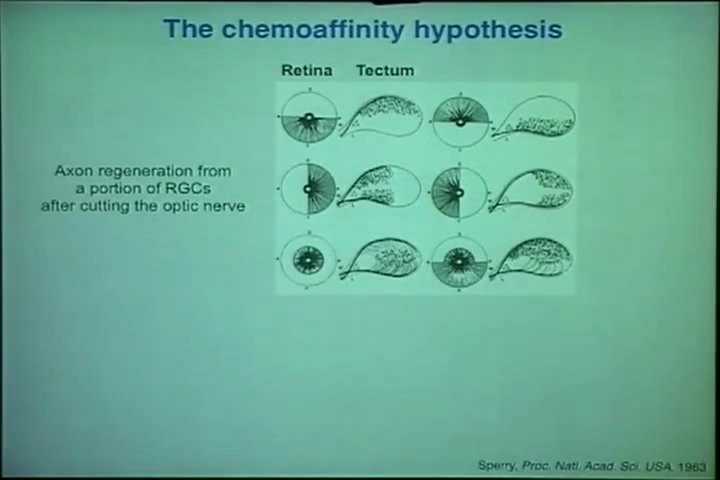 The chemoaffinity hypothesis
Retina Tectum
Axon regeneration from
a portion of RGCs
after cutting the optic nerve
Sperry, Proc. Natl. Acad. Sci. USA. 1963